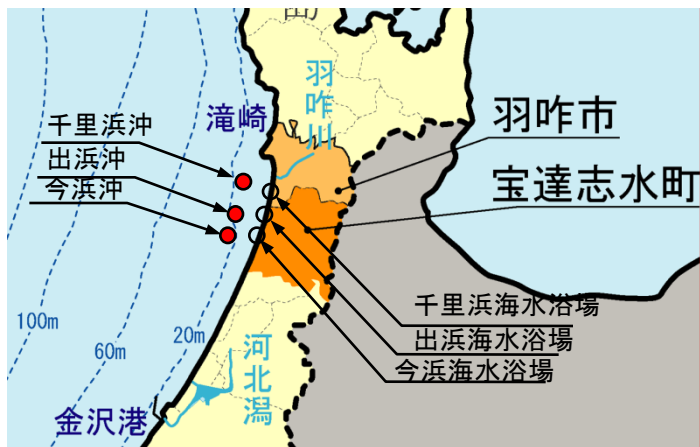 羽咋川
滝崎
千里浜沖
出浜沖
今浜沖
羽咋市
宝達志水町
千里浜海水浴場
出浜海水浴場
今浜海水浴場
100m
60m
20m
河北潟
金沢港